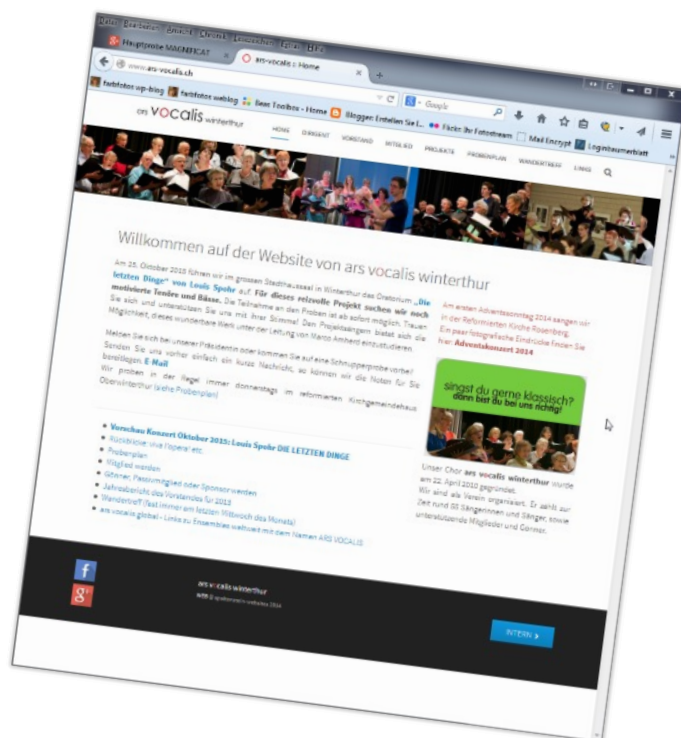 Datei Bearbeiten Ansicht Chronik Lesezeichen Extras Hilfe
Hauptprobe MAGNIFICAT
ars-vocalis :: Home
www.ars-vocalis.ch
Google
farbfotos wp-blog farbfotos weblog Bees Toolbox - Home Blogger: Erstellen Sie I... Flickr: Ihr Fotostream Mail Encrypt Loginbaumerblatt
ars vocalis winterthur
HOME DIRIGENT VORSTAND MITGLIED PROJEKTE PROBENPLAN WANDERTREFF LINKS
Willkommen auf der Website von ars vocalis winterthur
Am 25. Oktober 2015 führen wir im grossen Stadthaussaal in Winterthur das Oratorium „Die
letzten Dinge" von Louis Spohr auf. Für dieses reizvolle Projekt suchen wir noch
motivierte Tenöre und Bässe. Die Teilnahme an den Proben ist ab sofort möglich. Trauen
Sie sich und unterstützen Sie uns mit Ihrer Stimme! Den Projektsängern bietet sich die
Möglichkeit, dieses wunderbare Werk unter der Leitung von Marco Amherd einzustudieren.
Melden Sie sich bei unserer Präsidentin oder kommen Sie auf eine Schnupperprobe vorbei!
Senden Sie uns vorher einfach ein kurze Nachricht, so können wir die Noten für Sie
bereitlegen. E-Mail
Wir proben in der Regel immer donnerstags im reformierten Kirchgemeindehaus
Oberwinterthur (siehe Probenplan)
Vorschau Konzert Oktober 2015: Louis Spohr DIE LETZTEN DINGE
Rückblicke: viva l'opera! etc.
Probenplan
Mitglied werden
Gönner, Passivmitglied oder Sponsor werden
Jahresbericht des Vorstandes für 2013
Wandertreff (fast immer am letzten Mittwoch des Monats)
ars vocalis global - Links zu Ensembles weltweit mit dem Namen ARS VOCALIS
Am ersten Adventssonntag 2014 sangen wir
in der Reformierten Kirche Rosenberg.
Ein paar fotografische Eindrücke finden Sie
hier: Adventskonzert 2014
singst du gerne klassisch?
dann bist du bei uns richtig!
Unser Chor ars vocalis winterthur wurde
am 22. April 2010 gegründet.
Wir sind als Verein organisiert. Er zählt zur
Zeit rund 55 Sängerinnen und Sänger, sowie
unterstützende Mitglieder und Gönner.
f
g+
ars vocalis winterthur
INTERN